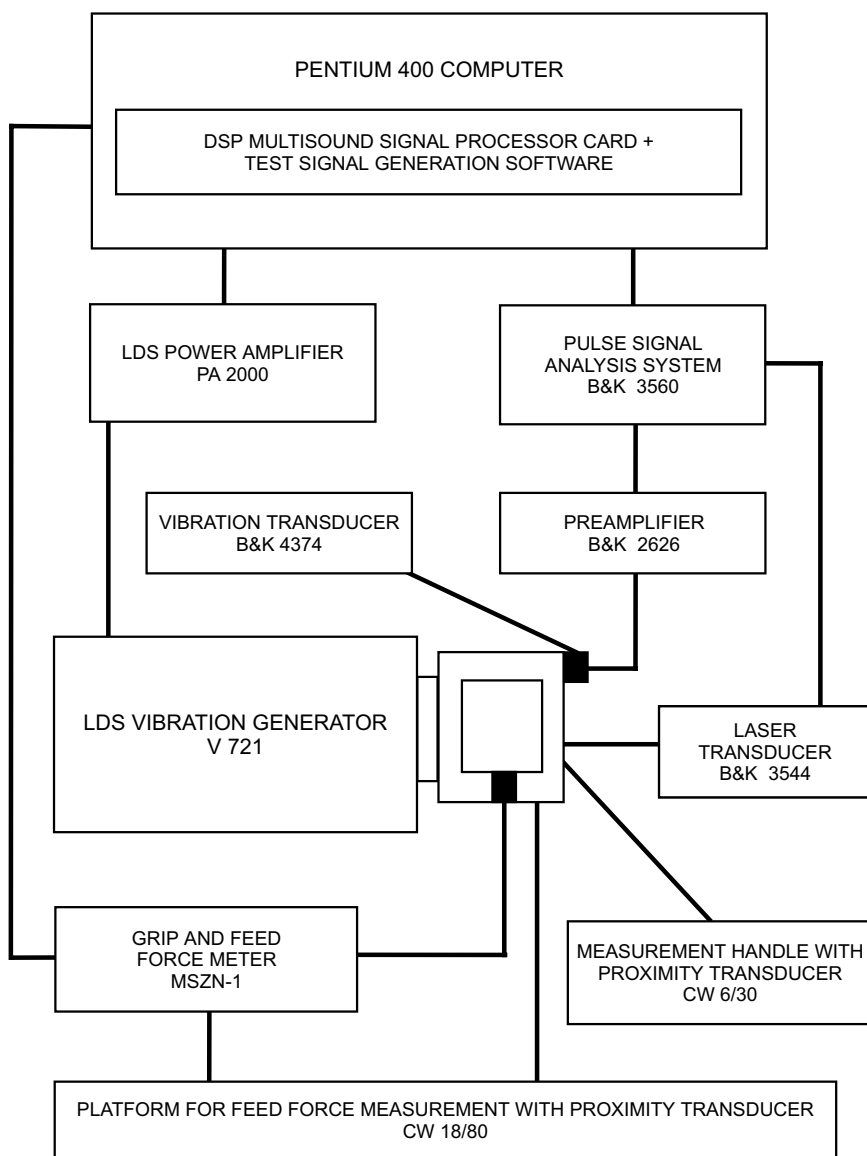 PENTIUM 400 COMPUTER
DSP MULTISOUND SIGNAL PROCESSOR CARD +
TEST SIGNAL GENERATION SOFTWARE
LDS POWER AMPLIFIER
PA 2000
PULSE SIGNAL
ANALYSIS SYSTEM
B&K 3560
VIBRATION TRANSDUCER
B&K 4374
PREAMPLIFIER
B&K 2626
LDS VIBRATION GENERATOR
V 721
LASER
TRANSDUCER
B&K 3544
GRIP AND FEED
FORCE METER
MSZN-1
MEASUREMENT HANDLE WITH
PROXIMITY TRANSDUCER
CW 6/30
PLATFORM FOR FEED FORCE MEASUREMENT WITH PROXIMITY TRANSDUCER
CW 18/80